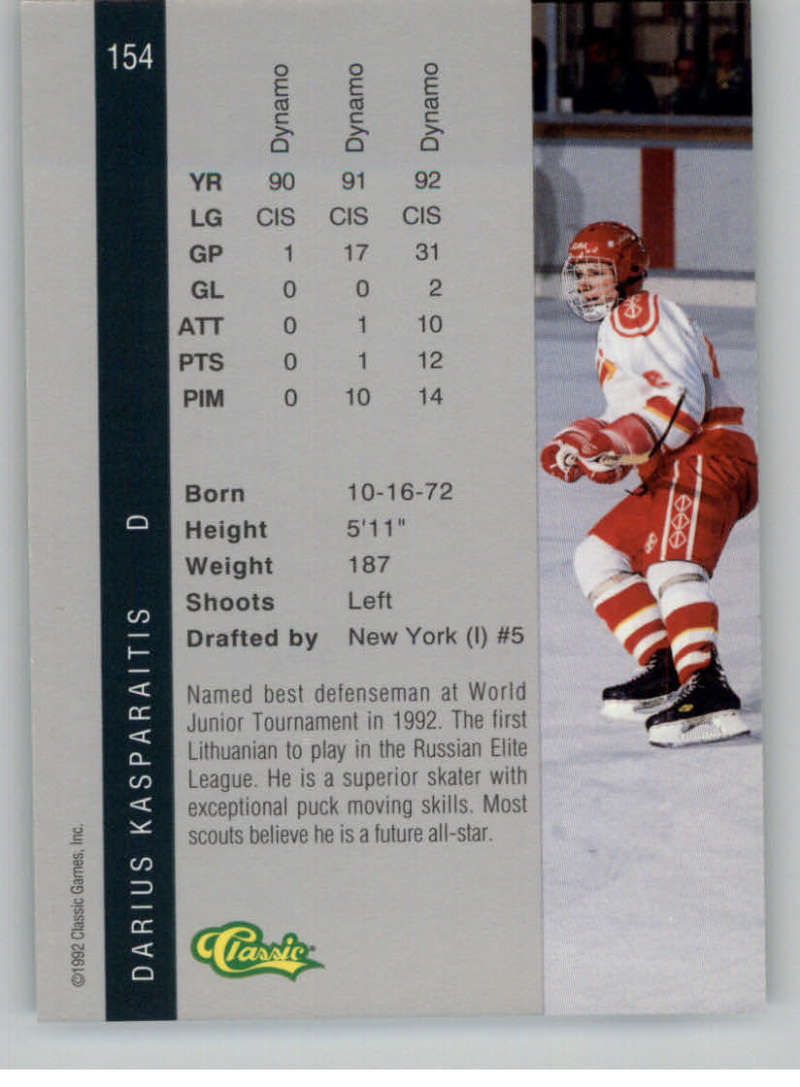 154
Dynamo Dynamo Dynamo
YR 90 91 92
LG CIS CIS CIS
GP 1 17 31
GL 0 0 2
ATT 0 1 10
PTS 0 1 12
PIM 0 10 14
Born 10-16-72
Height 5'11"
Weight 187
Shoots Left
Drafted by New York (I) #5
Named best defenseman at World
Junior Tournament in 1992. The first
Lithuanian to play in the Russian Elite
League. He is a superior skater with
exceptional puck moving skills. Most
scouts believe he is a future all-star.
Classic
DARIUS KASPARAITIS D
©1992 Classic Games, Inc.